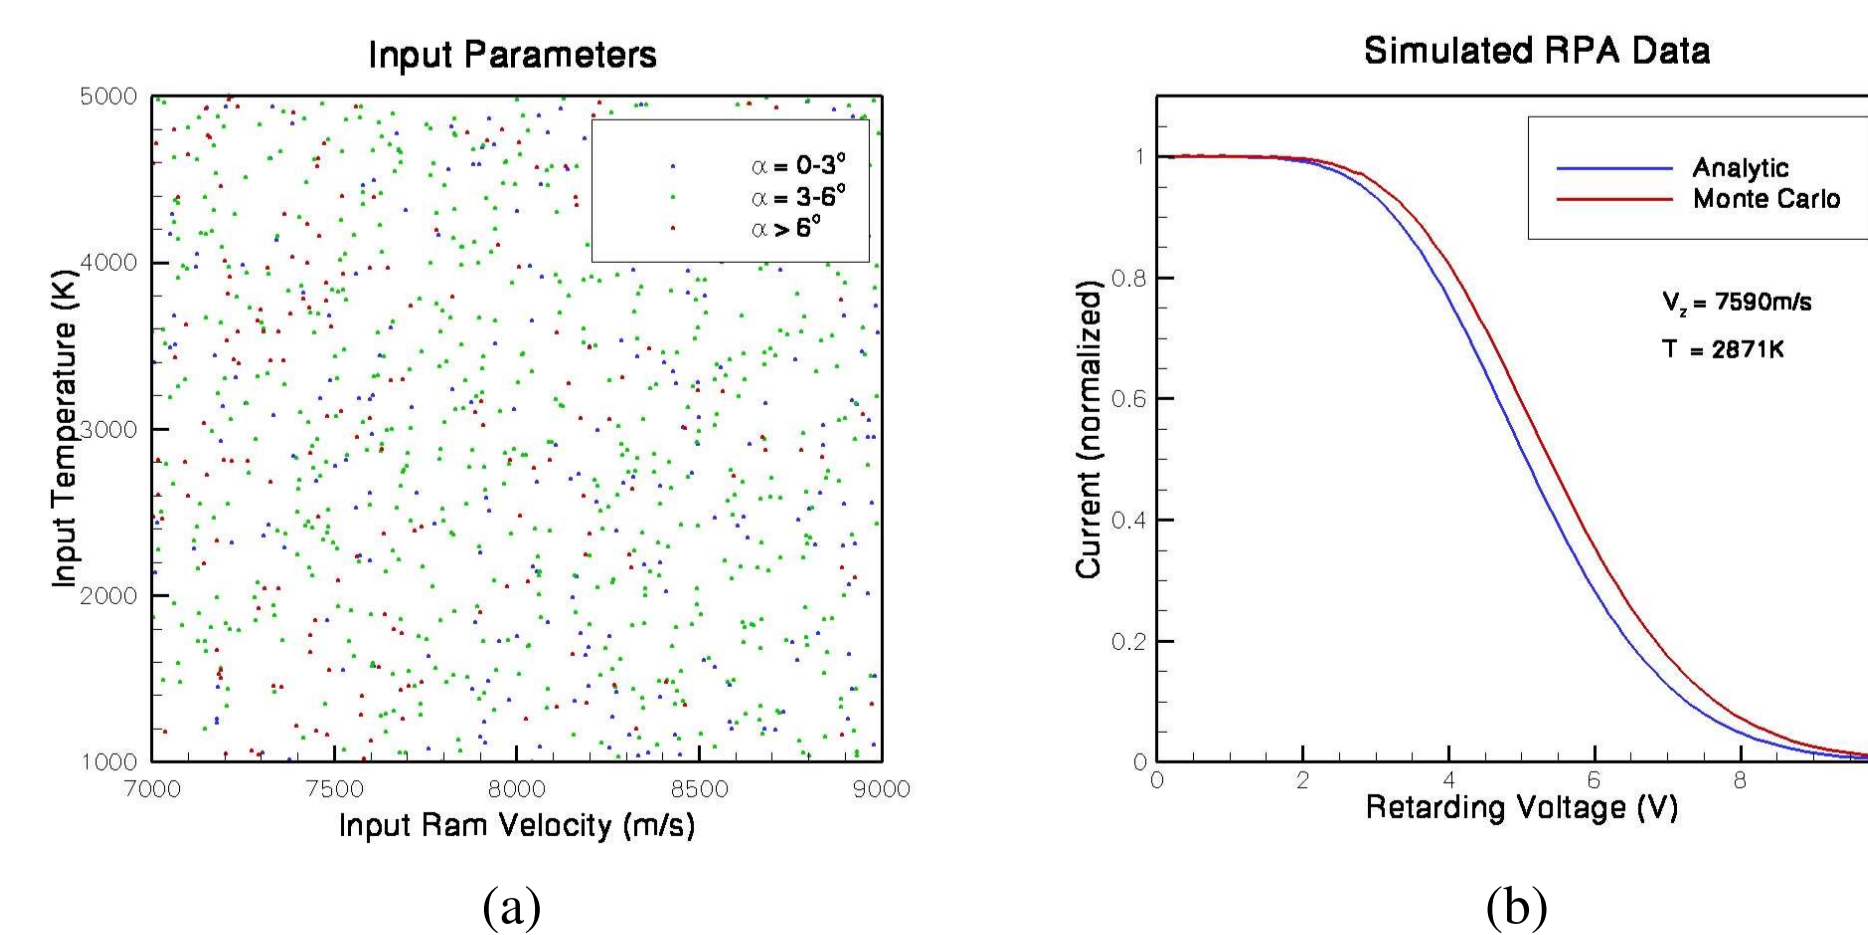 Input Parameters
5000
4000
3000
2000
1000
Input Temperature (K)
α = 0-3°
α = 3-6°
α > 6°
7000 7500 8000 8500 9000
Input Ram Velocity (m/s)
(a)
Simulated RPA Data
1
0.8
0.6
0.4
0.2
0
Current (normalized)
Analytic
Monte Carlo
Vz = 7590m/s
T = 2871K
0 2 4 6 8
Retarding Voltage (V)
(b)